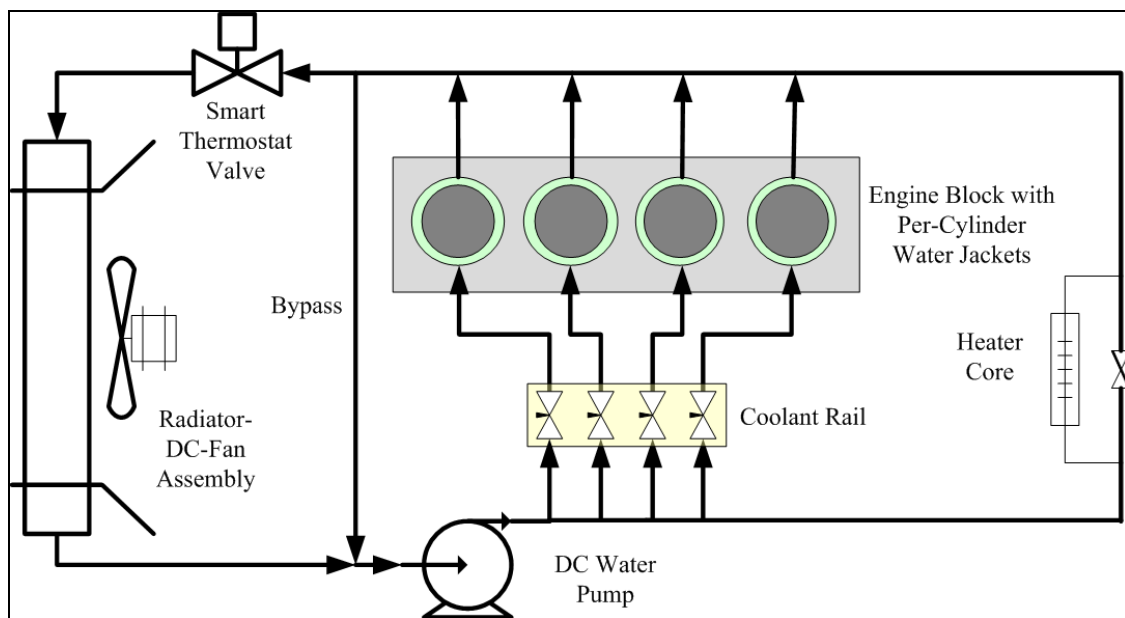 Smart
Thermostat
Valve
Engine Block with
Per-Cylinder
Water Jackets
Bypass
Heater
Core
Radiator-
DC-Fan
Assembly
Coolant Rail
DC Water
Pump